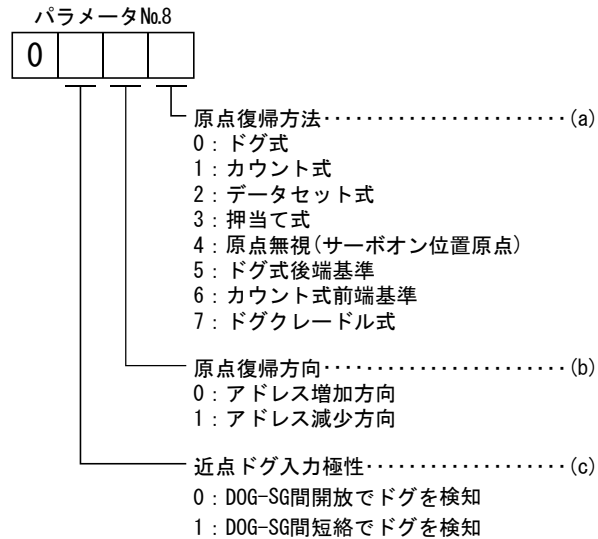 パラメータ№8
0
原点復帰方法······················(a)
0：ドグ式
1：カウント式
2：データセット式
3：押当て式
4：原点無視(サーボオン位置原点)
5：ドグ式後端基準
6：カウント式前端基準
7：ドグクレードル式
原点復帰方向······················(b)
0：アドレス増加方向
1：アドレス減少方向
近点ドグ入力極性··················(c)
0：DOG-SG間開放でドグを検知
1：DOG-SG間短絡でドグを検知